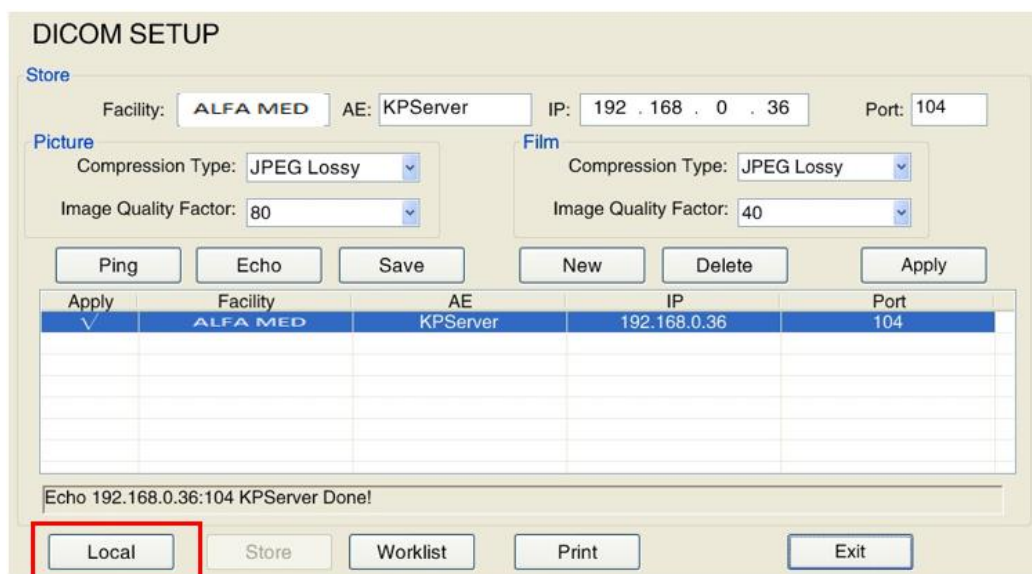 DICOM SETUP
Store
Facility: ALFA MED AE: KPServer IP: 192 . 168 . 0 . 36 Port: 104
Picture Film
Compression Type: JPEG Lossy Compression Type: JPEG Lossy
Image Quality Factor: 80 Image Quality Factor: 40
Ping Echo Save New Delete Apply
Apply Facility AE IP Port
√ ALFA MED KPServer 192.168.0.36 104
Echo 192.168.0.36:104 KPServer Done!
Local Store Worklist Print Exit